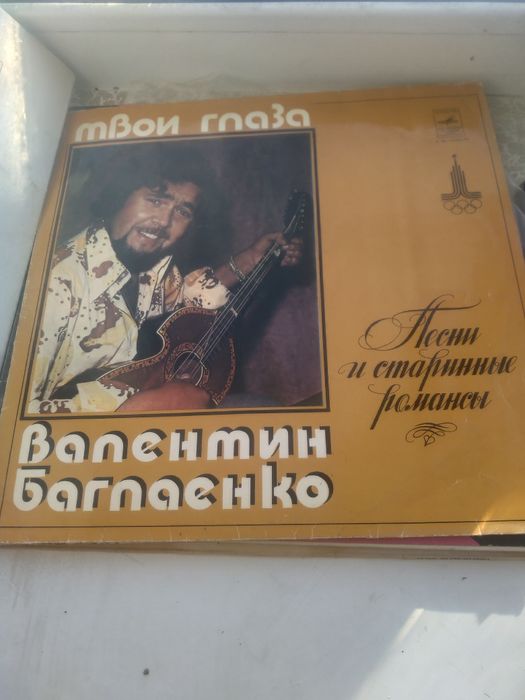 твои глаза
Песни
и старинные
романсы
Валентин
Баглаенко